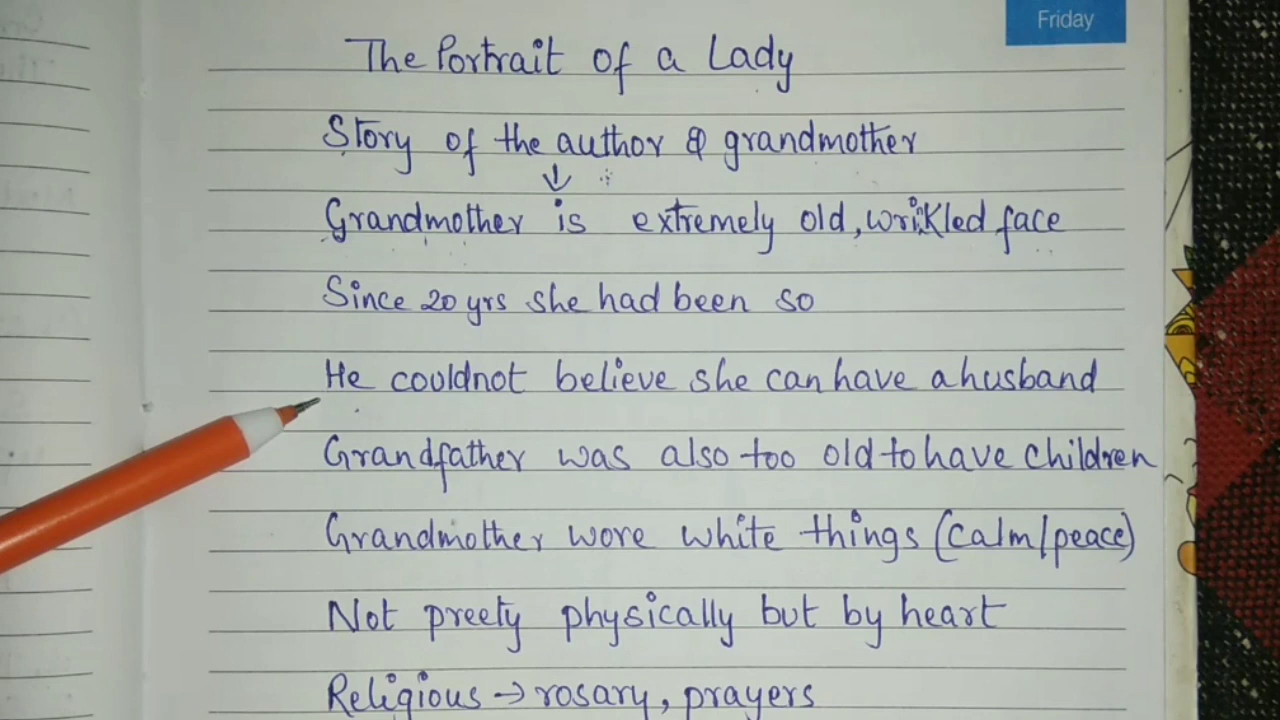 Friday
The Portrait of a Lady
Story of the author & grandmother
↓
Grandmother is extremely old, wrikled face
Since 20 yrs she had been so
He couldnot believe she can have a husband
Grandfather was also too old to have children
Grandmother wore white things (calm/peace)
Not preety physically but by heart
Religious → rosary, prayers